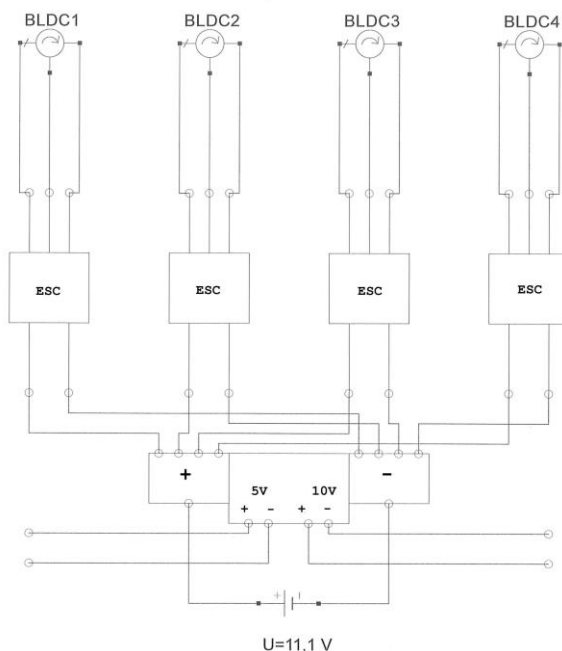 BLDC1 BLDC2 BLDC3 BLDC4
ESC ESC ESC ESC
+ -
5V 10V
+ - + -
+ -
U=11,1 V